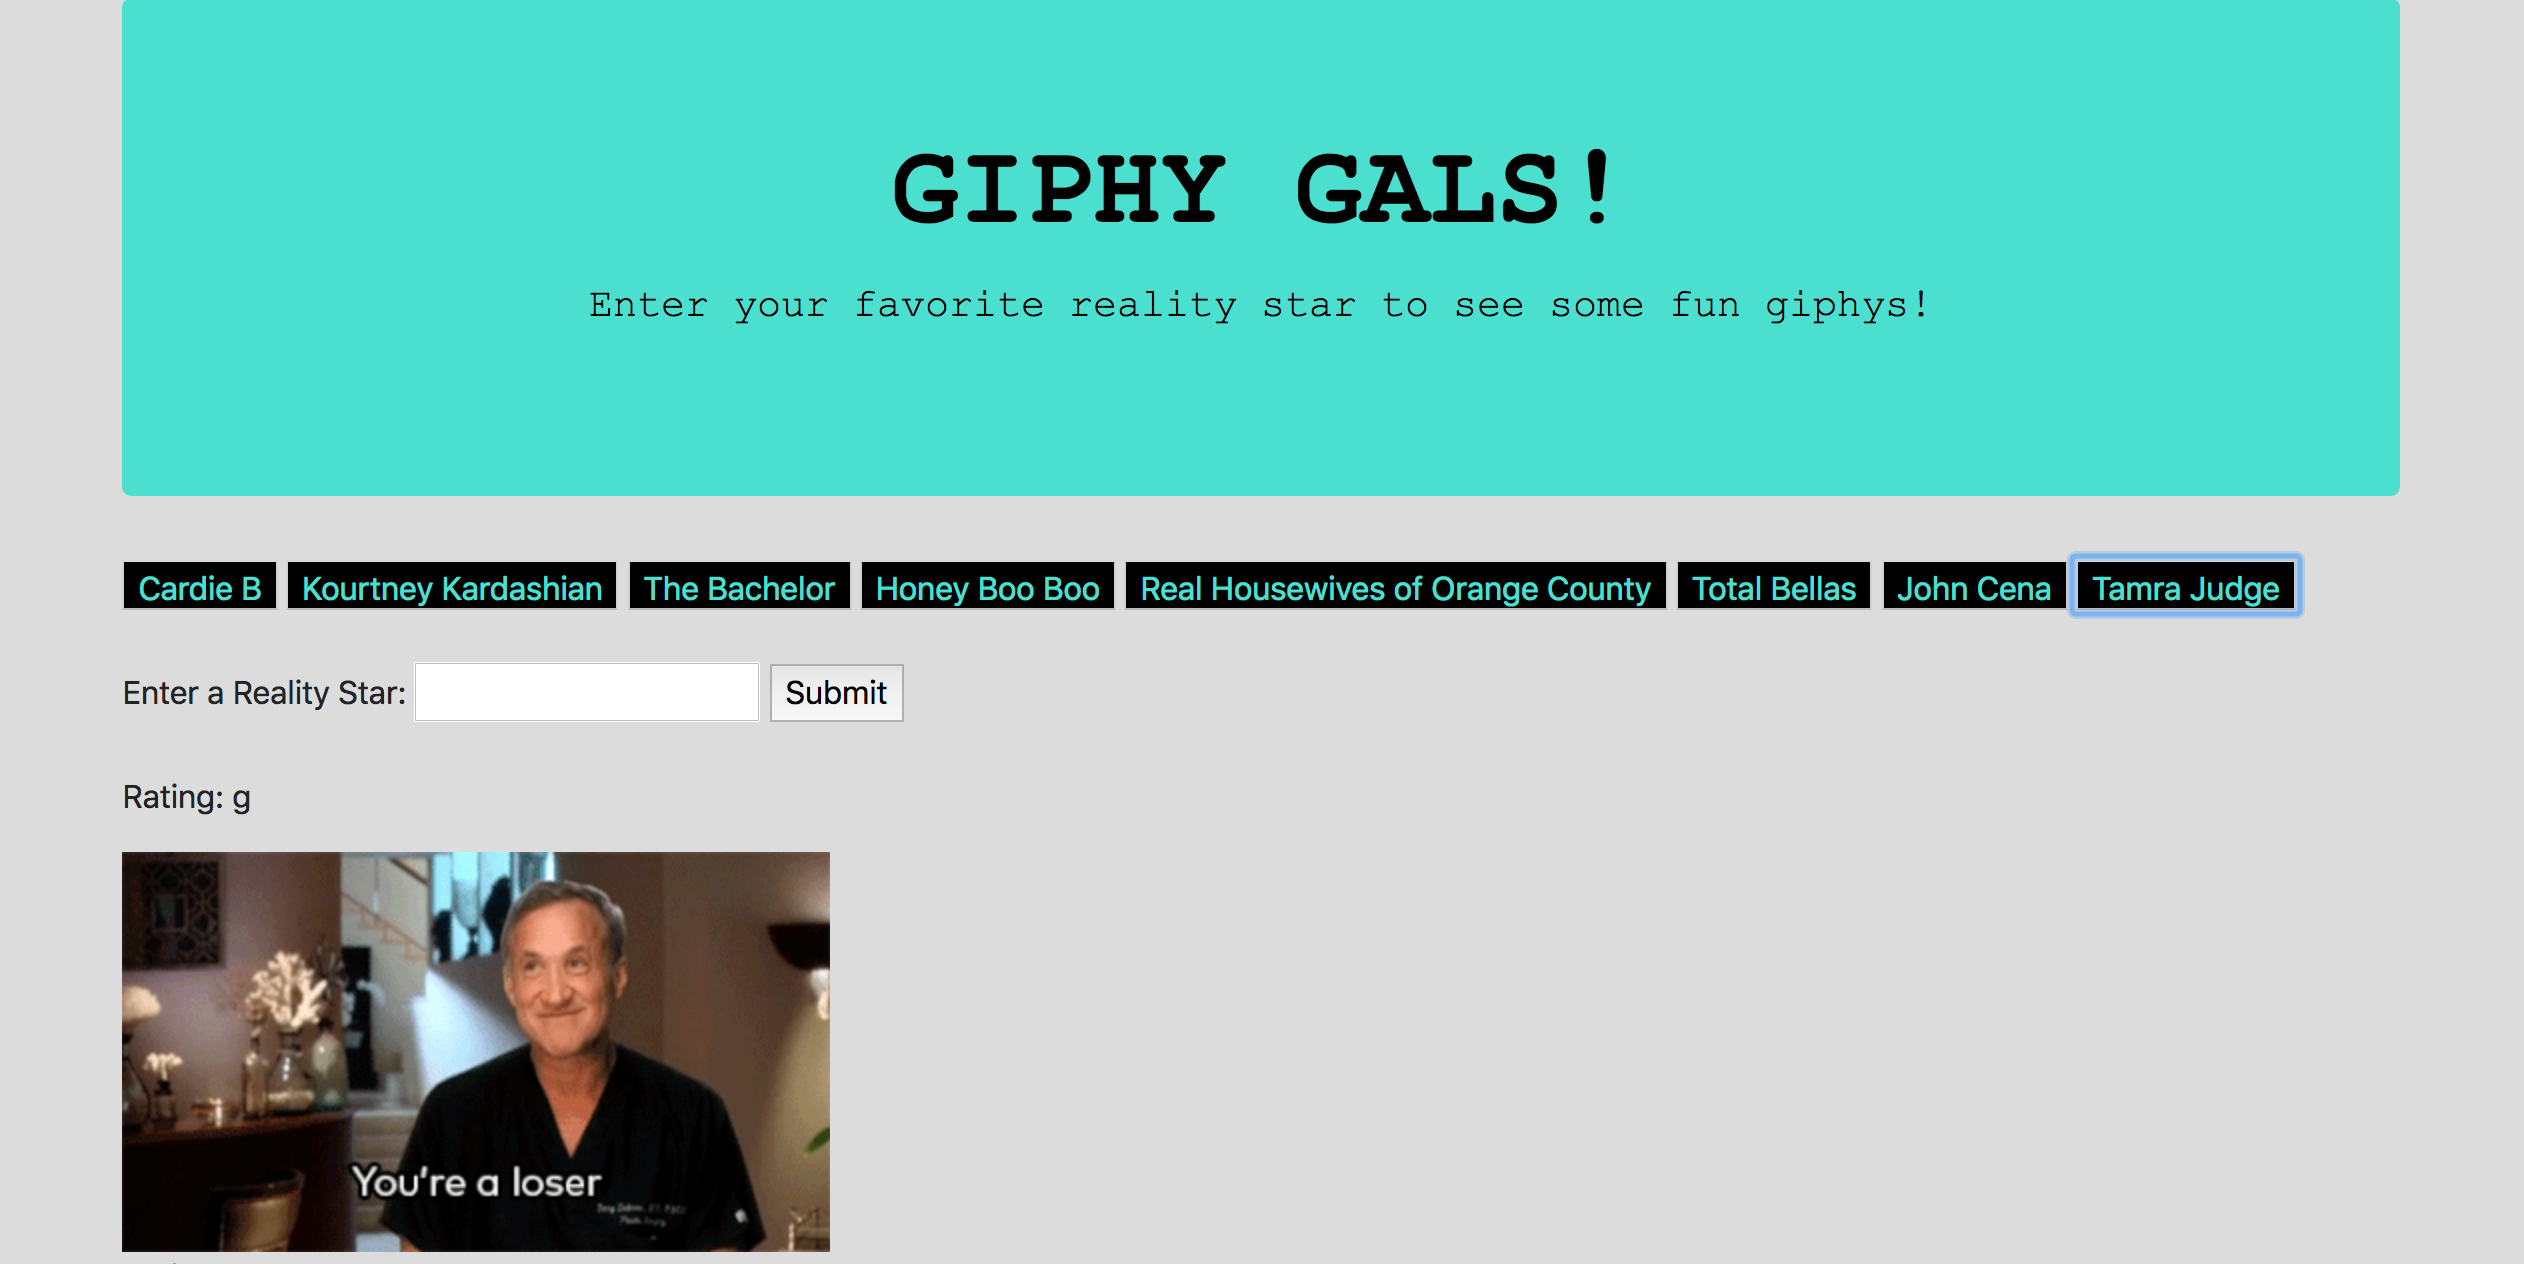 GIPHY GALS!
Enter your favorite reality star to see some fun giphys!
Cardie B Kourtney Kardashian The Bachelor Honey Boo Boo Real Housewives of Orange County Total Bellas John Cena Tamra Judge
Enter a Reality Star: Submit
Rating: g
You're a loser